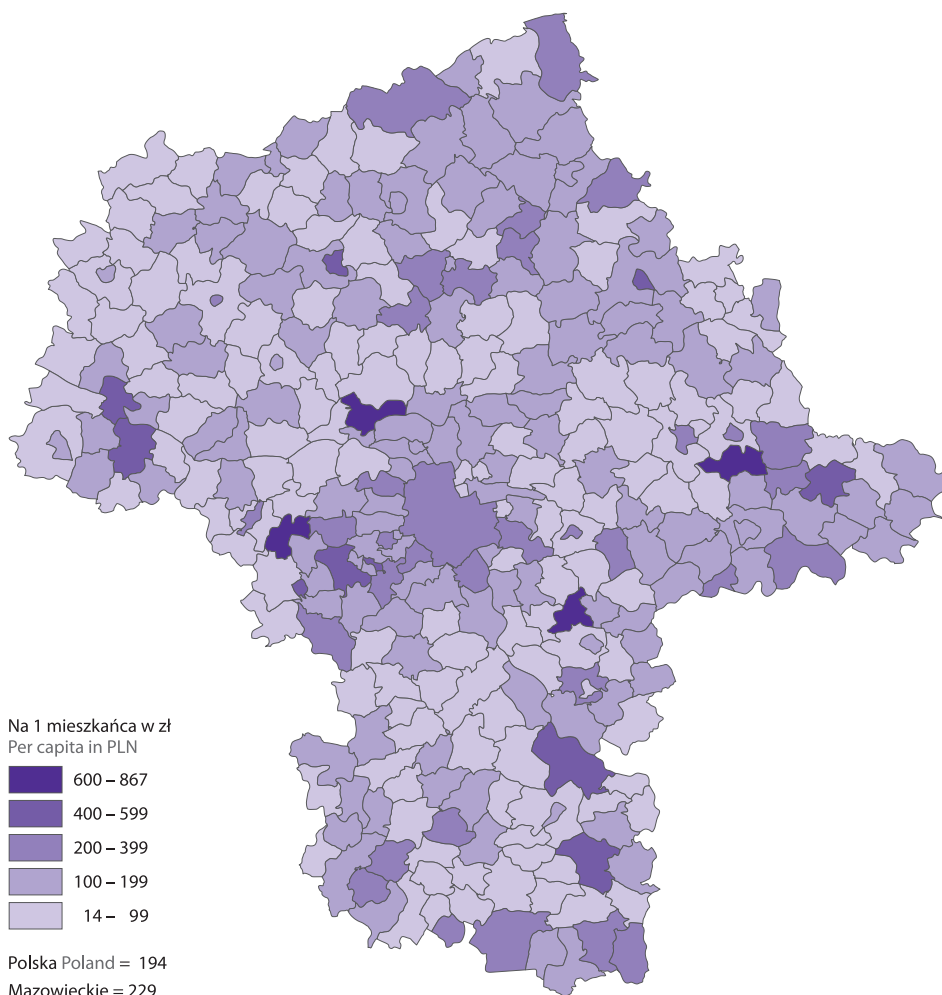 Na 1 mieszkańca w zł
Per capita in PLN
600 – 867
400 – 599
200 – 399
100 – 199
14 – 99
Polska Poland = 194
Mazowieckie = 229